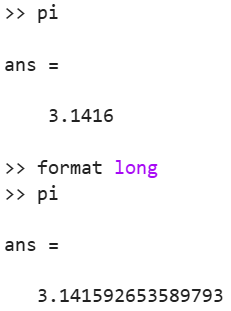 >> pi
ans =
3.1416
>> format long
>> pi
ans =
3.141592653589793